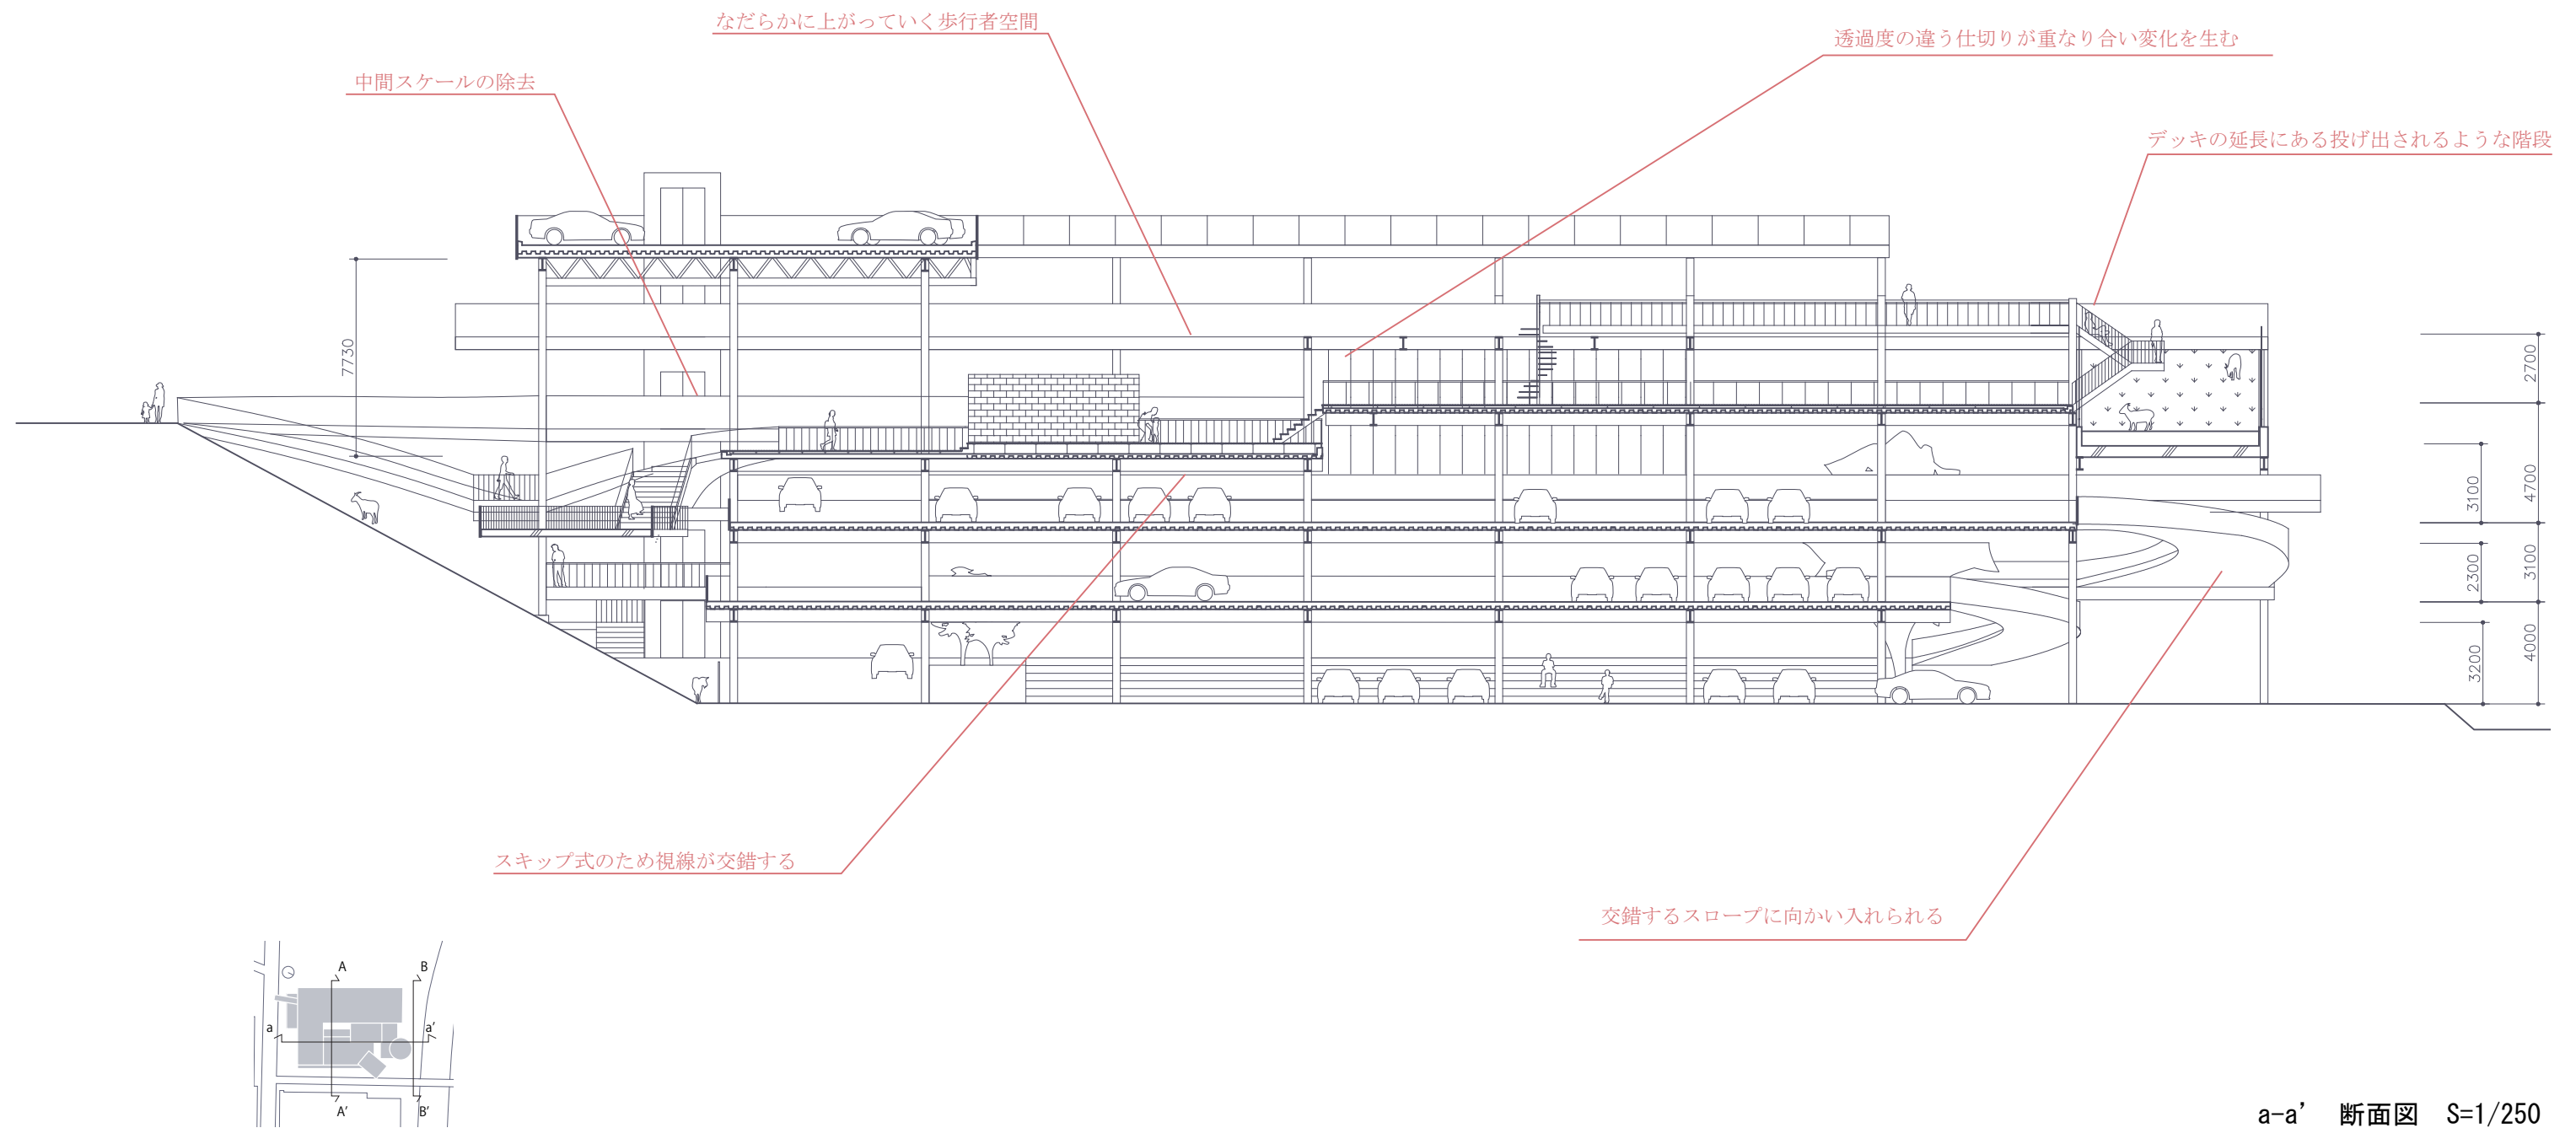 なだらかに上がっていく歩行者空間
透過度の違う仕切りが重なり合い変化を生む
中間スケールの除去
デッキの延長にある投げ出されるような階段
7730
2700
3100
4700
2300
3100
3200
4000
スキップ式のため視線が交錯する
交錯するスロープに向かい入れられる
A
B
a
a'
A'
B'
a-a’ 断面図 S=1/250